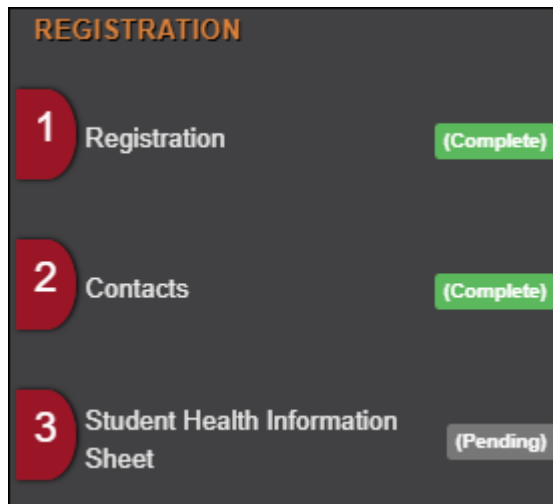 REGISTRATION
1 Registration (Complete)
2 Contacts (Complete)
3 Student Health Information
Sheet (Pending)